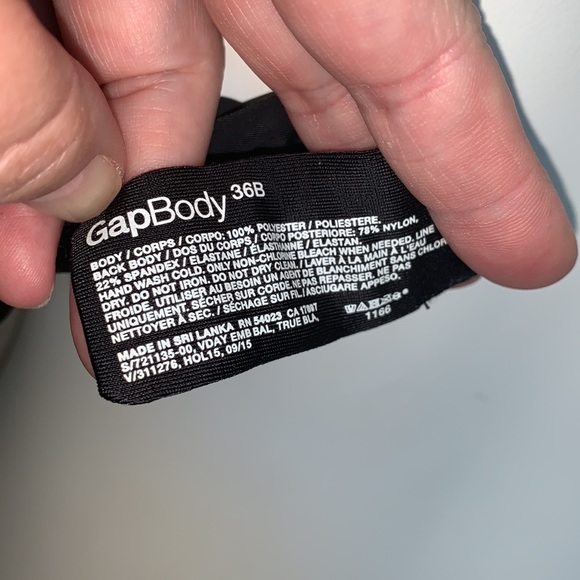 GapBody 36B
BODY / CORPS / CORPO: 100% POLYESTER / POLIESTERE.
BACK BODY / DOS DU CORPS / CORPO POSTERIORE: 78% NYLON,
22% SPANDEX / ELASTANE / ÉLASTHANNE / ELASTAN.
HAND WASH COLD. ONLY NON-CHLORINE BLEACH WHEN NEEDED. LINE
DRY. DO NOT IRON. DO NOT DRY CLEAN. / LAVER À LA MAIN À L'EAU
FROIDE. UTILISER AU BESOIN UN AGENT DE BLANCHIMENT SANS CHLOR
UNIQUEMENT. SÉCHER SUR CORDE. NE PAS REPASSER. NE PAS
NETTOYER À SEC. / SÉCHAGE SUR FIL / ASCIUGARE APPESO.
MADE IN SRI LANKA RN 54023 CA 17897
S/721135-00, VDAY EMB BAL, TRUE BLA,
V/311276, HOL15, 09/15
1166